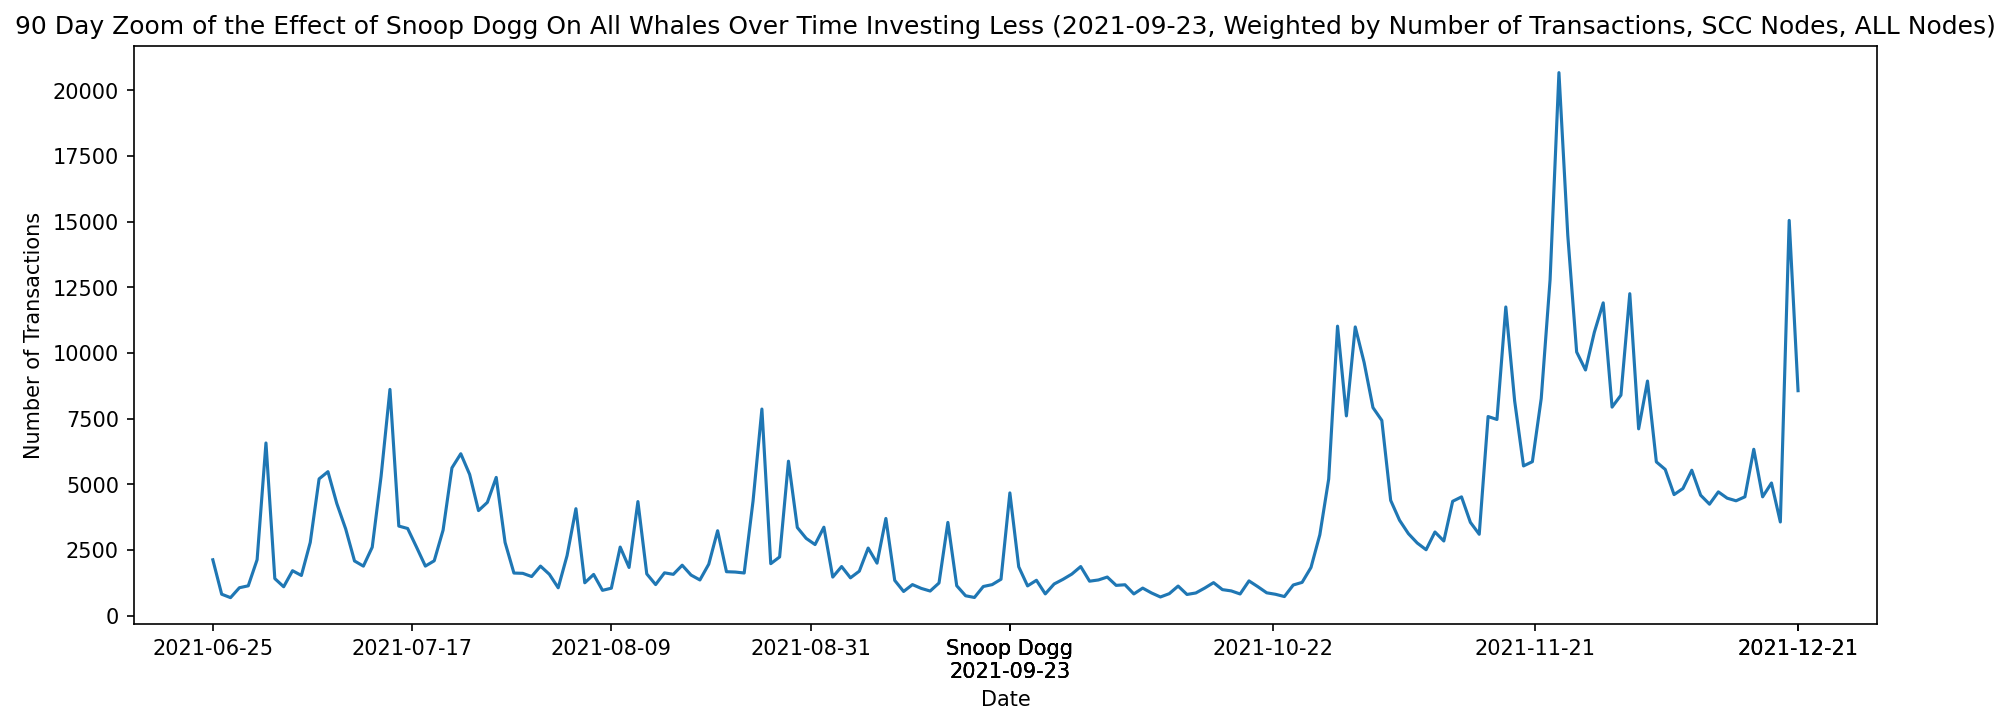 90 Day Zoom of the Effect of Snoop Dogg On All Whales Over Time Investing Less (2021-09-23, Weighted by Number of Transactions, SCC Nodes, ALL Nodes)
Number of Transactions
20000
17500
15000
12500
10000
7500
5000
2500
0
2021-06-25 2021-07-17 2021-08-09 2021-08-31 Snoop Dogg 2021-10-22 2021-11-21 2021-12-21
2021-09-23
Date